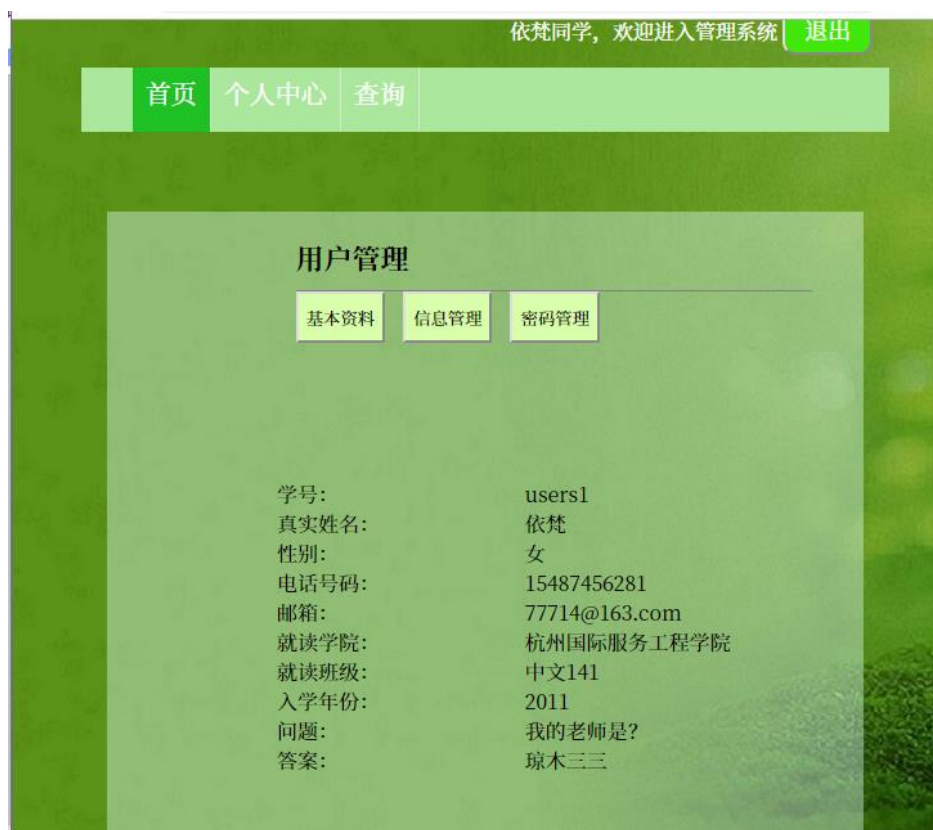 依梵同学，欢迎进入管理系统 退出
首页 个人中心 查询
用户管理
基本资料 信息管理 密码管理
学号： users1
真实姓名： 依梵
性别： 女
电话号码： 15487456281
邮箱： 77714@163.com
就读学院： 杭州国际服务工程学院
就读班级： 中文141
入学年份： 2011
问题： 我的老师是?
答案： 琼木三三